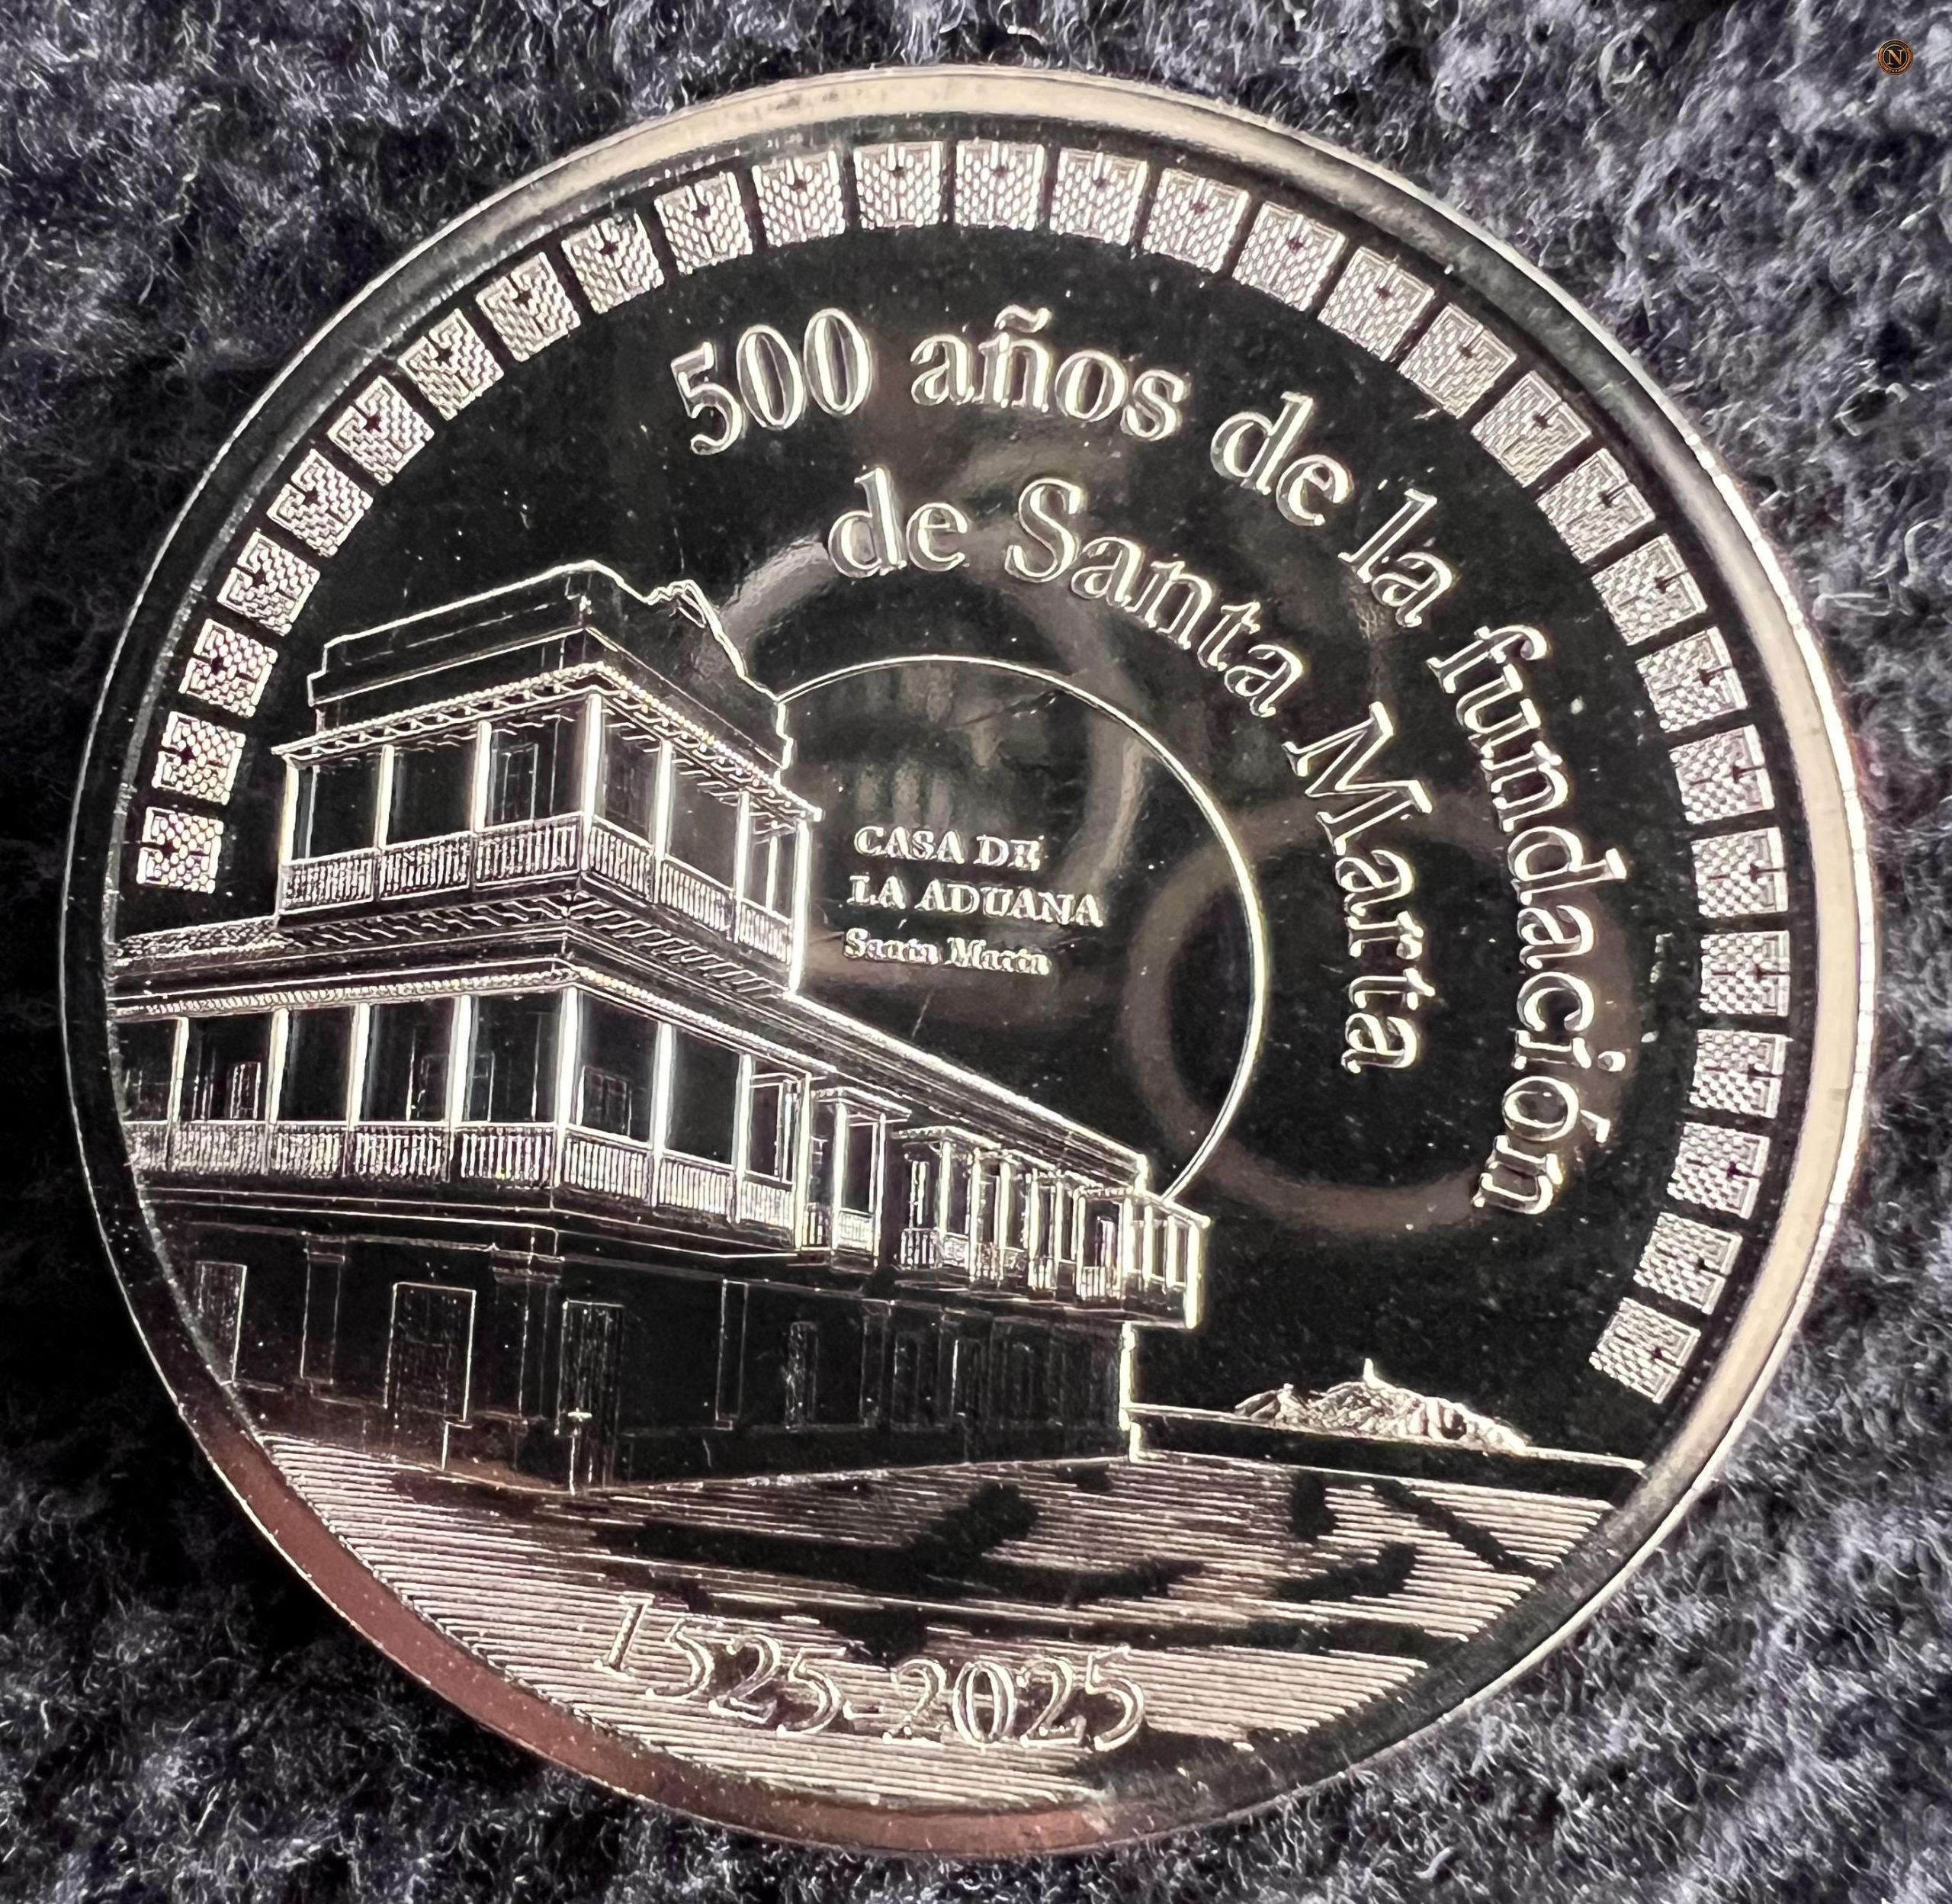 500 años de la fundación
de Santa Marta
CASA DE
LA ADUANA
Santa Marta
1525-2025
N